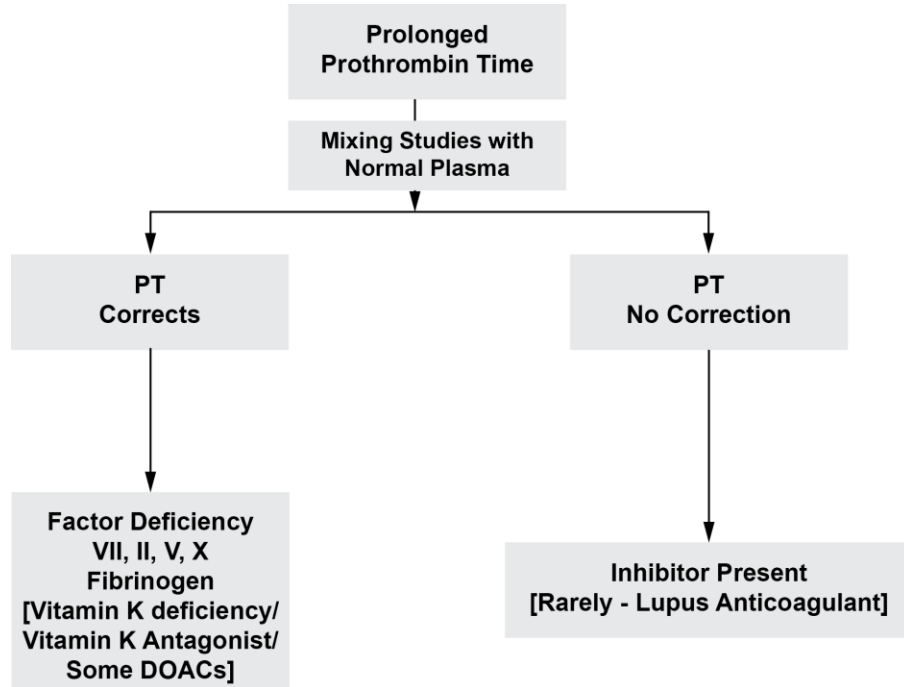 Prolonged
Prothrombin Time
Mixing Studies with
Normal Plasma
PT
Corrects
PT
No Correction
Factor Deficiency
VII, II, V, X
Fibrinogen
[Vitamin K deficiency/
Vitamin K Antagonist/
Some DOACs]
Inhibitor Present
[Rarely - Lupus Anticoagulant]